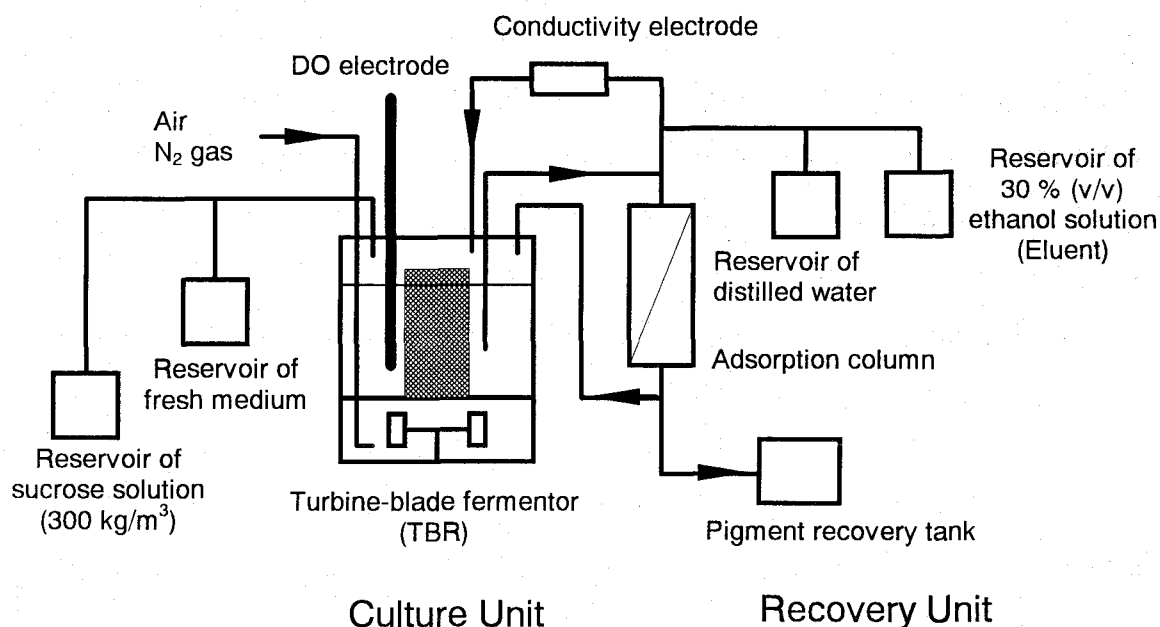 Conductivity electrode
DO electrode
Air
N₂ gas
Reservoir of
30 % (v/v)
ethanol solution
(Eluent)
Reservoir of
distilled water
Reservoir of
fresh medium
Adsorption column
Reservoir of
sucrose solution
(300 kg/m³)
Turbine-blade fermentor
(TBR)
Pigment recovery tank
Culture Unit
Recovery Unit